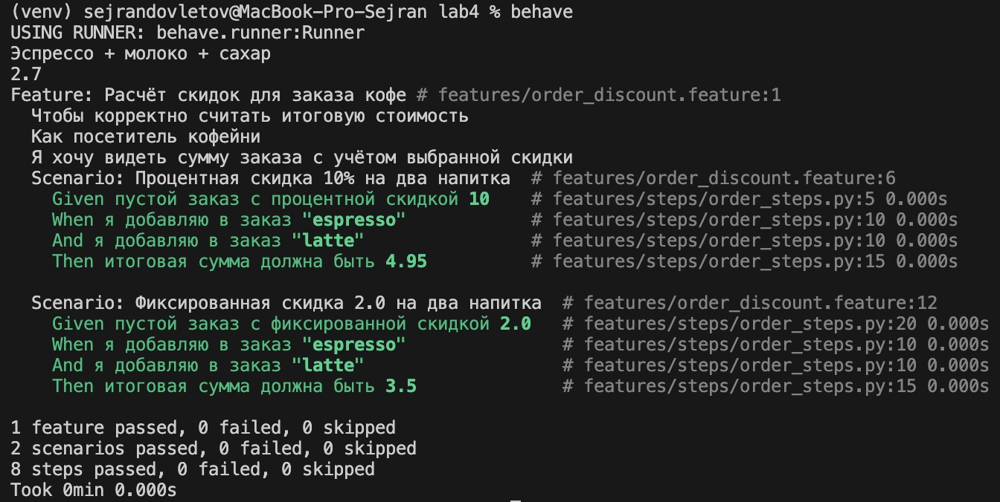 (venv) sejrandovletov@MacBook-Pro-Sejran lab4 % behave
USING RUNNER: behave.runner:Runner
Эспрессо + молоко + сахар
2.7
Feature: Расчёт скидок для заказа кофе # features/order_discount.feature:1
  Чтобы корректно считать итоговую стоимость
  Как посетитель кофейни
  Я хочу видеть сумму заказа с учётом выбранной скидки
  Scenario: Процентная скидка 10% на два напитка  # features/order_discount.feature:6
    Given пустой заказ с процентной скидкой 10    # features/steps/order_steps.py:5 0.000s
    When я добавляю в заказ "espresso"            # features/steps/order_steps.py:10 0.000s
    And я добавляю в заказ "latte"                # features/steps/order_steps.py:10 0.000s
    Then итоговая сумма должна быть 4.95          # features/steps/order_steps.py:15 0.000s

  Scenario: Фиксированная скидка 2.0 на два напитка  # features/order_discount.feature:12
    Given пустой заказ с фиксированной скидкой 2.0   # features/steps/order_steps.py:20 0.000s
    When я добавляю в заказ "espresso"               # features/steps/order_steps.py:10 0.000s
    And я добавляю в заказ "latte"                   # features/steps/order_steps.py:10 0.000s
    Then итоговая сумма должна быть 3.5              # features/steps/order_steps.py:15 0.000s

1 feature passed, 0 failed, 0 skipped
2 scenarios passed, 0 failed, 0 skipped
8 steps passed, 0 failed, 0 skipped
Took 0min 0.000s